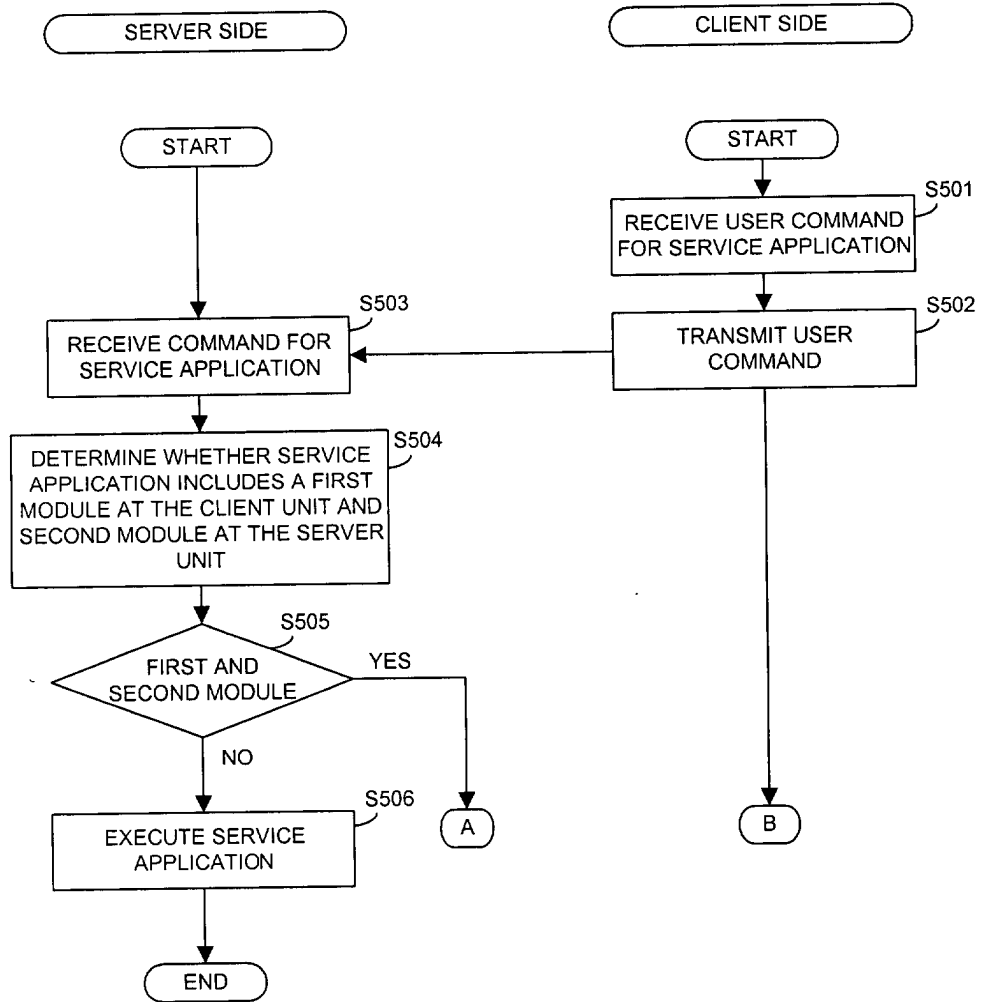 SERVER SIDE
CLIENT SIDE
START
START
S501
RECEIVE USER COMMAND
FOR SERVICE APPLICATION
S502
TRANSMIT USER
COMMAND
S503
RECEIVE COMMAND FOR
SERVICE APPLICATION
S504
DETERMINE WHETHER SERVICE
APPLICATION INCLUDES A FIRST
MODULE AT THE CLIENT UNIT AND
SECOND MODULE AT THE SERVER
UNIT
S505
FIRST AND
SECOND MODULE
YES
NO
S506
EXECUTE SERVICE
APPLICATION
A
B
END